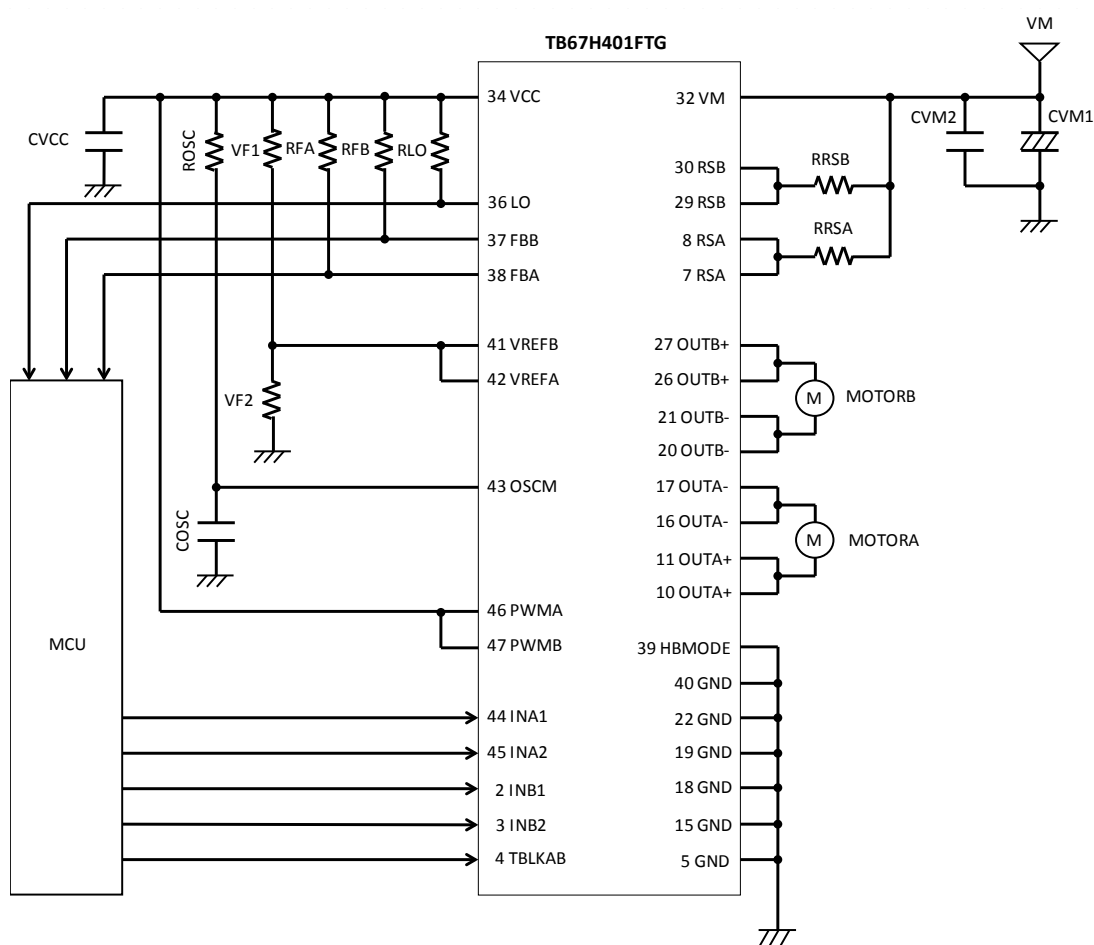 VM
TB67H401FTG
34 VCC
32 VM
CVCC
ROSC
VF1
RFA
RFB
RLO
CVM2
CVM1
30 RSB
RRSB
36 LO
29 RSB
37 FBB
8 RSA
RRSA
38 FBA
7 RSA
41 VREFB
27 OUTB+
42 VREFA
26 OUTB+
VF2
M
MOTORB
21 OUTB-
20 OUTB-
43 OSCM
17 OUTA-
COSC
16 OUTA-
M
MOTORA
11 OUTA+
10 OUTA+
46 PWMA
MCU
47 PWMB
39 HBMODE
40 GND
44 INA1
22 GND
45 INA2
19 GND
2 INB1
18 GND
3 INB2
15 GND
4 TBLKAB
5 GND